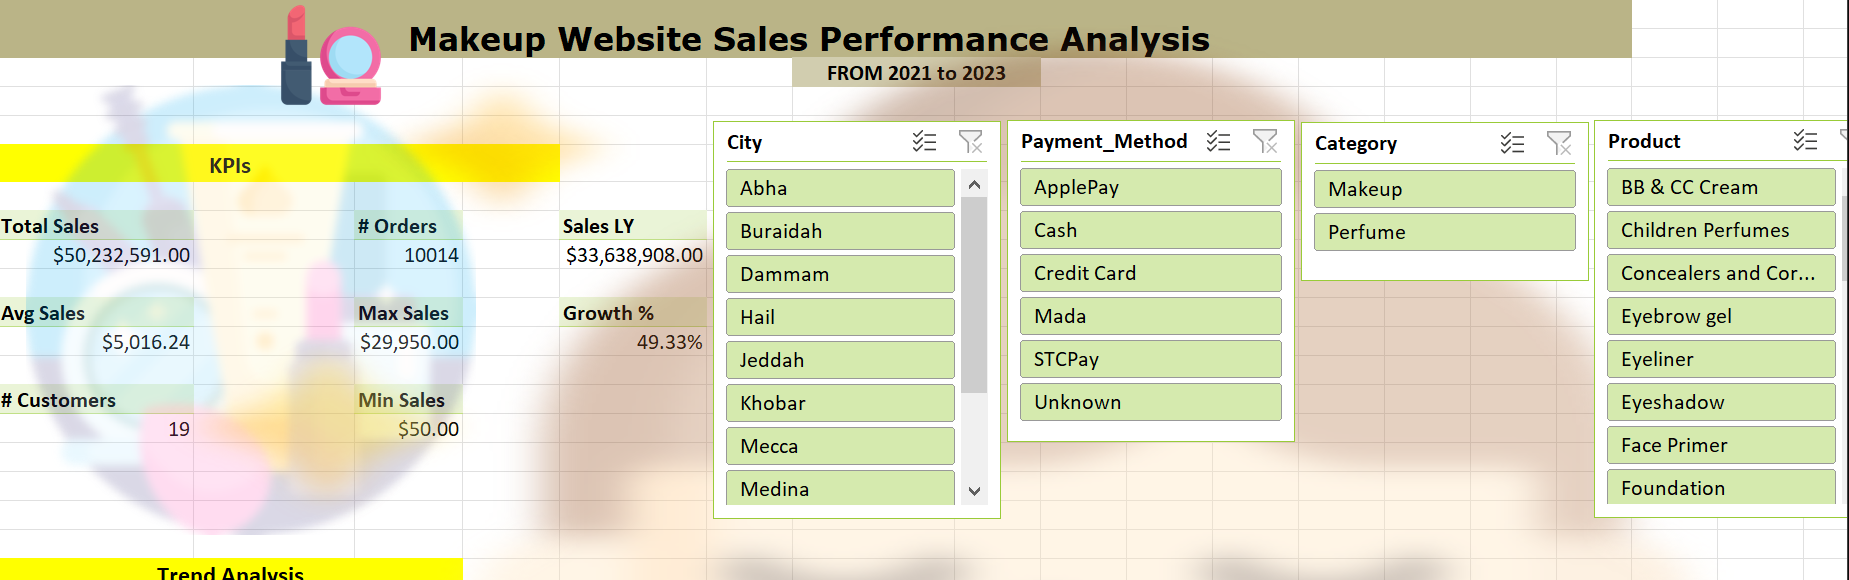 Makeup Website Sales Performance Analysis
FROM 2021 to 2023
KPIs
Total Sales
# Orders
Sales LY
$50,232,591.00
10014
$33,638,908.00
Avg Sales
Max Sales
Growth %
$5,016.24
$29,950.00
49.33%
# Customers
Min Sales
19
$50.00
City
Abha
Buraidah
Dammam
Hail
Jeddah
Khobar
Mecca
Medina
Payment_Method
ApplePay
Cash
Credit Card
Mada
STCPay
Unknown
Category
Makeup
Perfume
Product
BB & CC Cream
Children Perfumes
Concealers and Cor...
Eyebrow gel
Eyeliner
Eyeshadow
Face Primer
Foundation
Trend Analysis